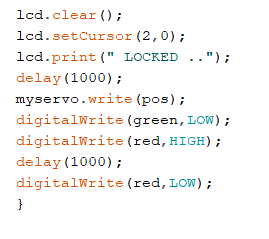 lcd.clear();
lcd.setCursor(2,0);
lcd.print(" LOCKED ..");
delay(1000);
myservo.write(pos);
digitalWrite(green,LOW);
digitalWrite(red,HIGH);
delay(1000);
digitalWrite(red,LOW);
}